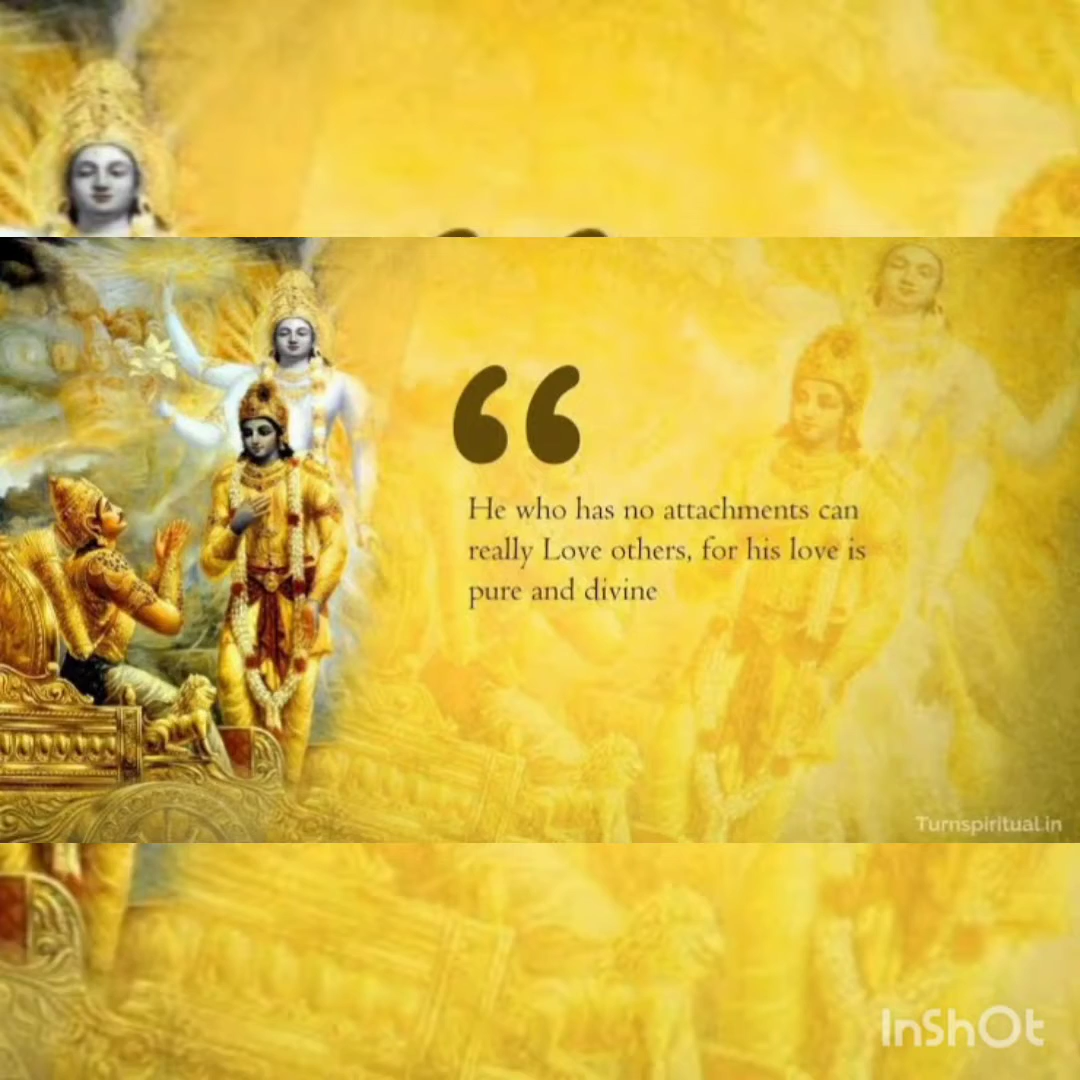 He who has no attachments can
really Love others, for his love is
pure and divine
Turnspiritual.in
InShOt